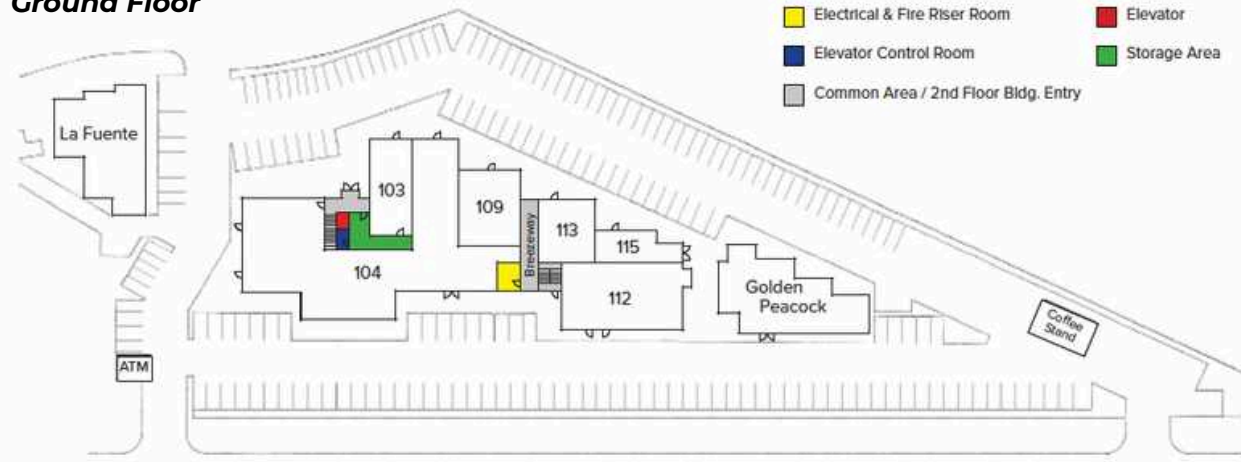 Ground Floor
Electrical & Fire Riser Room
Elevator
Elevator Control Room
Storage Area
Common Area / 2nd Floor Bldg. Entry
La Fuente
103
109
Breezeway
113
115
104
112
Golden
Peacock
Coffee
Stand
ATM